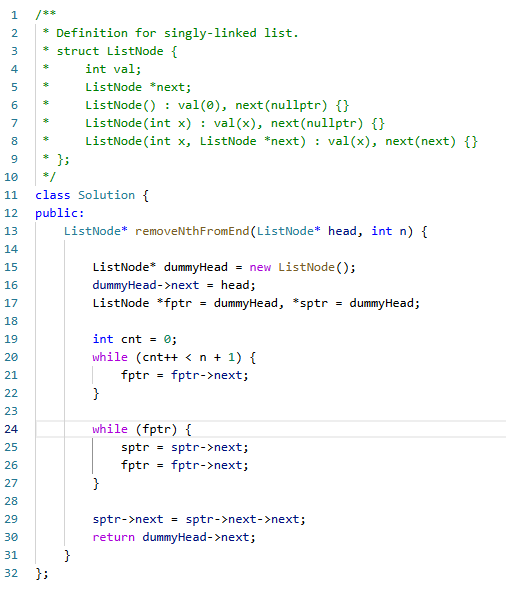 1 /**
2  * Definition for singly-linked list.
3  * struct ListNode {
4  *     int val;
5  *     ListNode *next;
6  *     ListNode() : val(0), next(nullptr) {}
7  *     ListNode(int x) : val(x), next(nullptr) {}
8  *     ListNode(int x, ListNode *next) : val(x), next(next) {}
9  * };
10  */
11 class Solution {
12 public:
13     ListNode* removeNthFromEnd(ListNode* head, int n) {
14
15         ListNode* dummyHead = new ListNode();
16         dummyHead->next = head;
17         ListNode *fptr = dummyHead, *sptr = dummyHead;
18
19         int cnt = 0;
20         while (cnt++ < n + 1) {
21             fptr = fptr->next;
22         }
23
24         while (fptr) {
25             sptr = sptr->next;
26             fptr = fptr->next;
27         }
28
29         sptr->next = sptr->next->next;
30         return dummyHead->next;
31     }
32 };